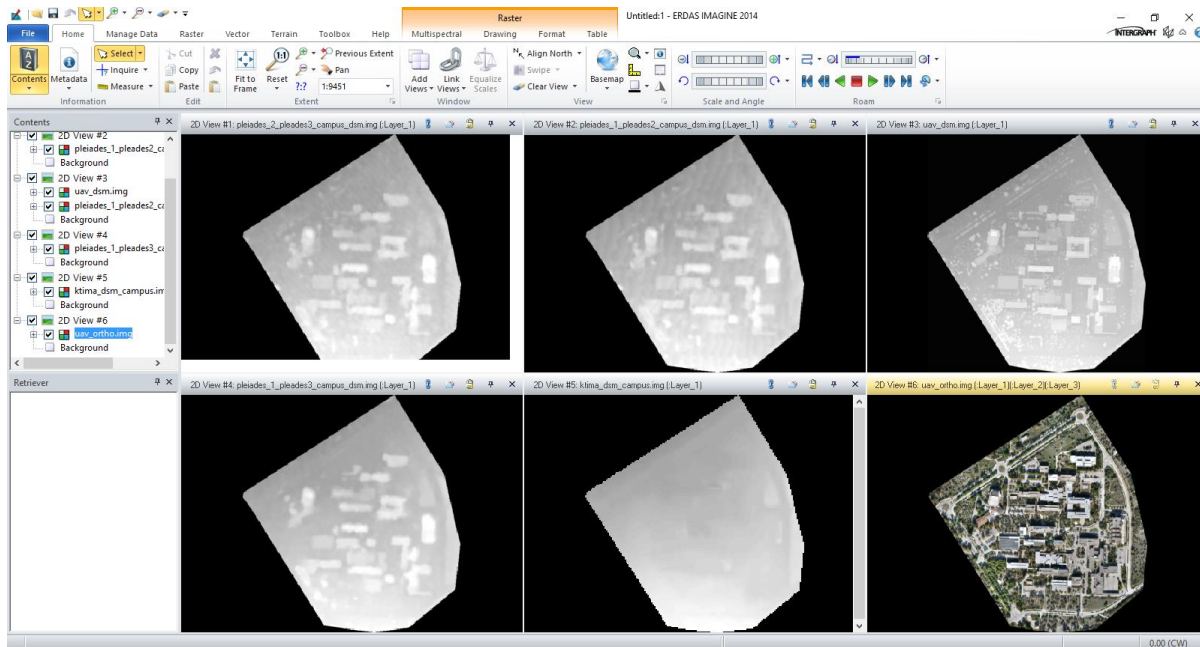 Raster
Untitled:1 - ERDAS IMAGINE 2014
File Home Manage Data Raster Vector Terrain Toolbox Help Multispectral Drawing Format Table
INTERGRAPH
Contents
Metadata
Select
Inquire
Measure
Information
Cut
Copy
Paste
Edit
Fit to Frame
Reset
Previous Extent
Pan
?.? 1:9451
Extent
Add Views
Link Views
Equalize Scales
Window
Align North
Swipe
Clear View
Basemap
View
Scale and Angle
Roam
Contents
2D View #2
pleiades_1_pleades2_ca
Background
2D View #3
uav_dsm.img
pleiades_1_pleades2_ca
Background
2D View #4
pleiades_1_pleades3_ca
Background
2D View #5
ktima_dsm_campus.im
Background
2D View #6
uav_ortho.img
Background
Retriever
2D View #1: pleiades_2_pleades3_campus_dsm.img (:Layer_1)
2D View #2: pleiades_1_pleades2_campus_dsm.img (:Layer_1)
2D View #3: uav_dsm.img (:Layer_1)
2D View #4: pleiades_1_pleades3_campus_dsm.img (:Layer_1)
2D View #5: ktima_dsm_campus.img (:Layer_1)
2D View #6: uav_ortho.img (:Layer_1)(:Layer_2)(:Layer_3)
0.00 (CW)